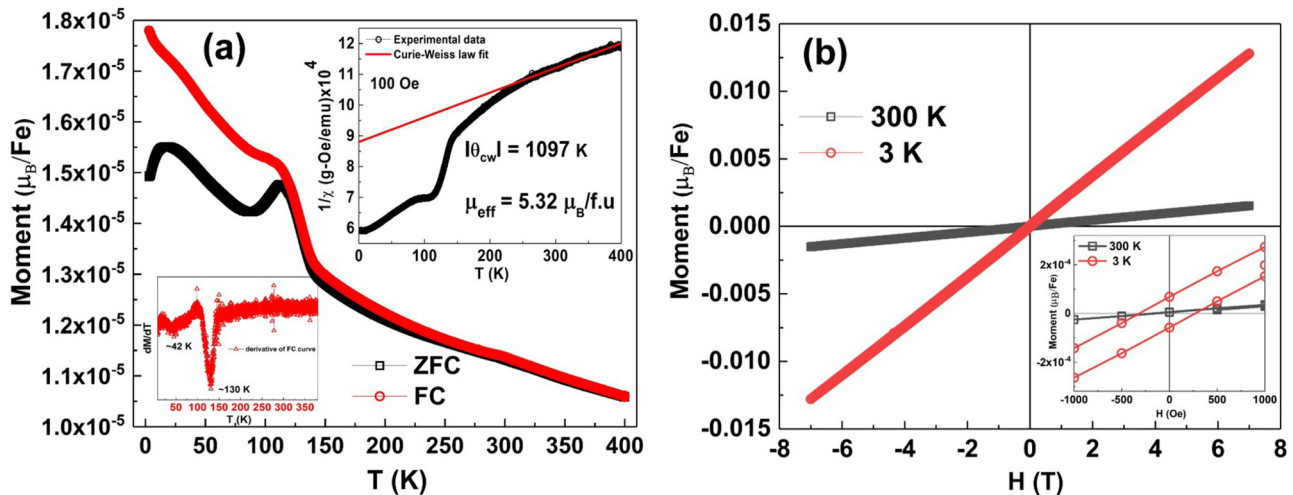 (a)
Moment (μB/Fe)
1.8x10-5
1.7x10-5
1.6x10-5
1.5x10-5
1.4x10-5
1.3x10-5
1.2x10-5
1.1x10-5
1.0x10-5
0 50 100 150 200 250 300 350 400
T (K)
ZFC
FC
Experimental data
Curie-Weiss law fit
100 Oe
1/χ (g-Oe/emu)x104
12
11
10
9
8
7
6
0 100 200 300 400
T (K)
|θcw| = 1097 K
μeff = 5.32 μB/f.u
dM/dT
~42 K
~130 K
derivative of FC curve
50 100 150 200 250 300 350
T (K)
(b)
Moment (μB/Fe)
0.015
0.010
0.005
0.000
-0.005
-0.010
-0.015
-8 -6 -4 -2 0 2 4 6 8
H (T)
300 K
3 K
300 K
3 K
Moment (μB/Fe)
2x10-4
0
-2x10-4
-1000 -500 0 500 1000
H (Oe)